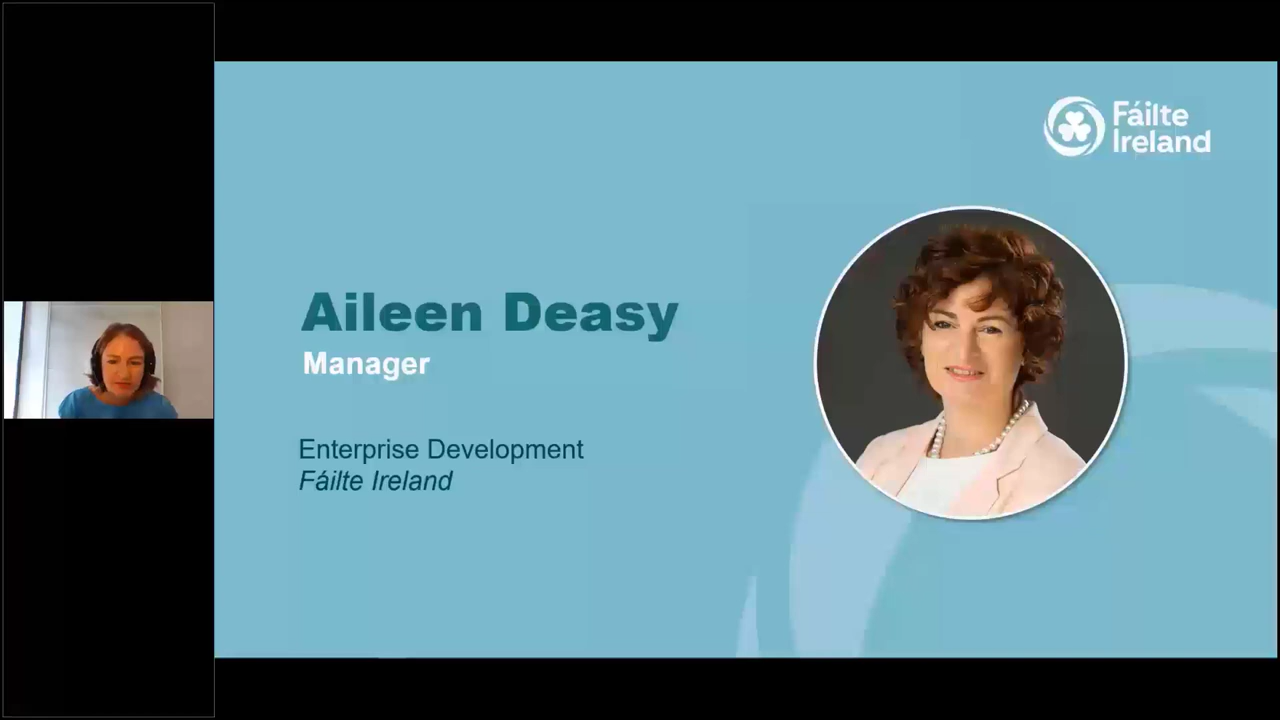 Fáilte
Ireland
Aileen Deasy
Manager
Enterprise Development
Fáilte Ireland